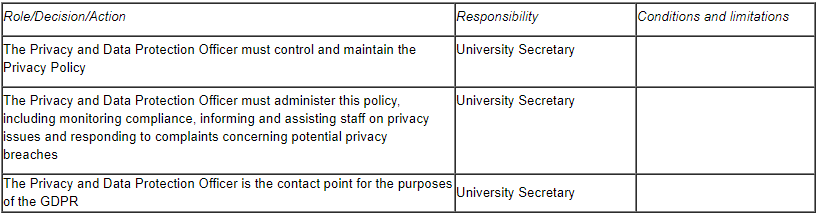 Role/Decision/Action
Responsibility
Conditions and limitations
The Privacy and Data Protection Officer must control and maintain the
Privacy Policy
University Secretary
The Privacy and Data Protection Officer must administer this policy,
including monitoring compliance, informing and assisting staff on privacy
issues and responding to complaints concerning potential privacy
breaches
University Secretary
The Privacy and Data Protection Officer is the contact point for the purposes
of the GDPR
University Secretary